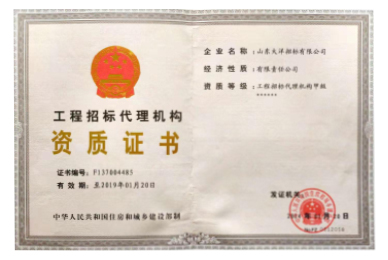 工程招标代理机构
资质证书
证书编号：F137004485
有 效 期：至2019年01月20日
中华人民共和国住房和城乡建设部制
企 业 名 称：山东大洋招标有限公司
经 济 性 质：有限责任公司
资 质 等 级：工程招标代理机构甲级
******
发证机关